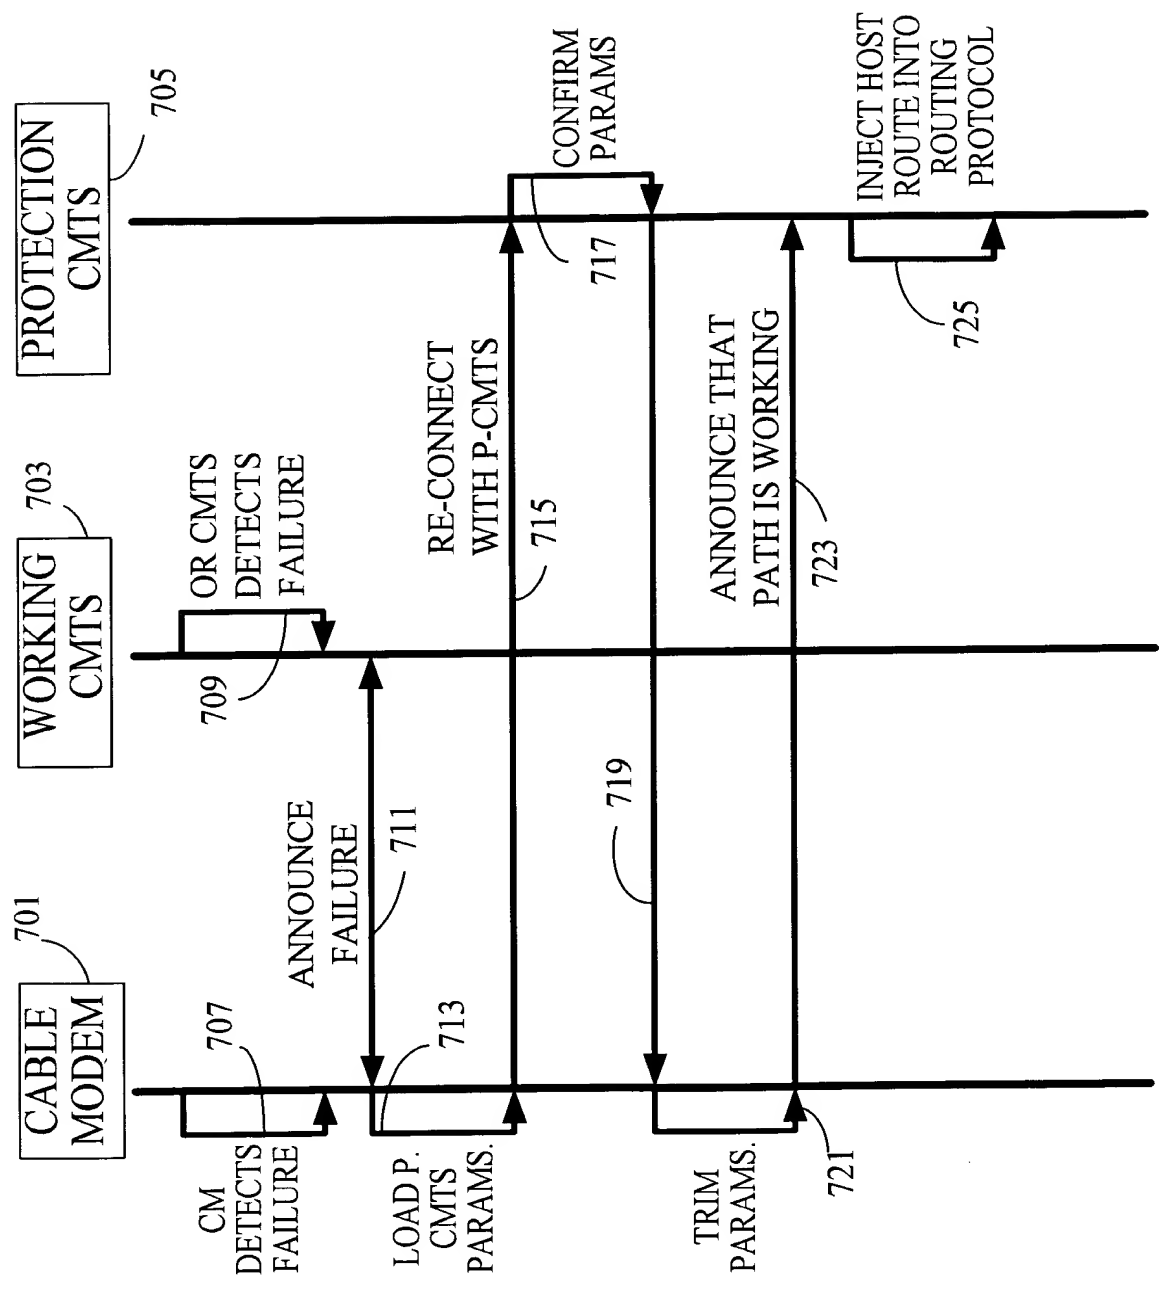 CABLE
MODEM
701
WORKING
CMTS
703
PROTECTION
CMTS
705
CM
DETECTS
FAILURE
707
OR CMTS
DETECTS
FAILURE
709
ANNOUNCE
FAILURE
711
LOAD P.
CMTS
PARAMS.
713
RE-CONNECT
WITH P-CMTS
715
CONFIRM
PARAMS
717
719
TRIM
PARAMS.
721
ANNOUNCE THAT
PATH IS WORKING
723
INJECT HOST
ROUTE INTO
ROUTING
PROTOCOL
725